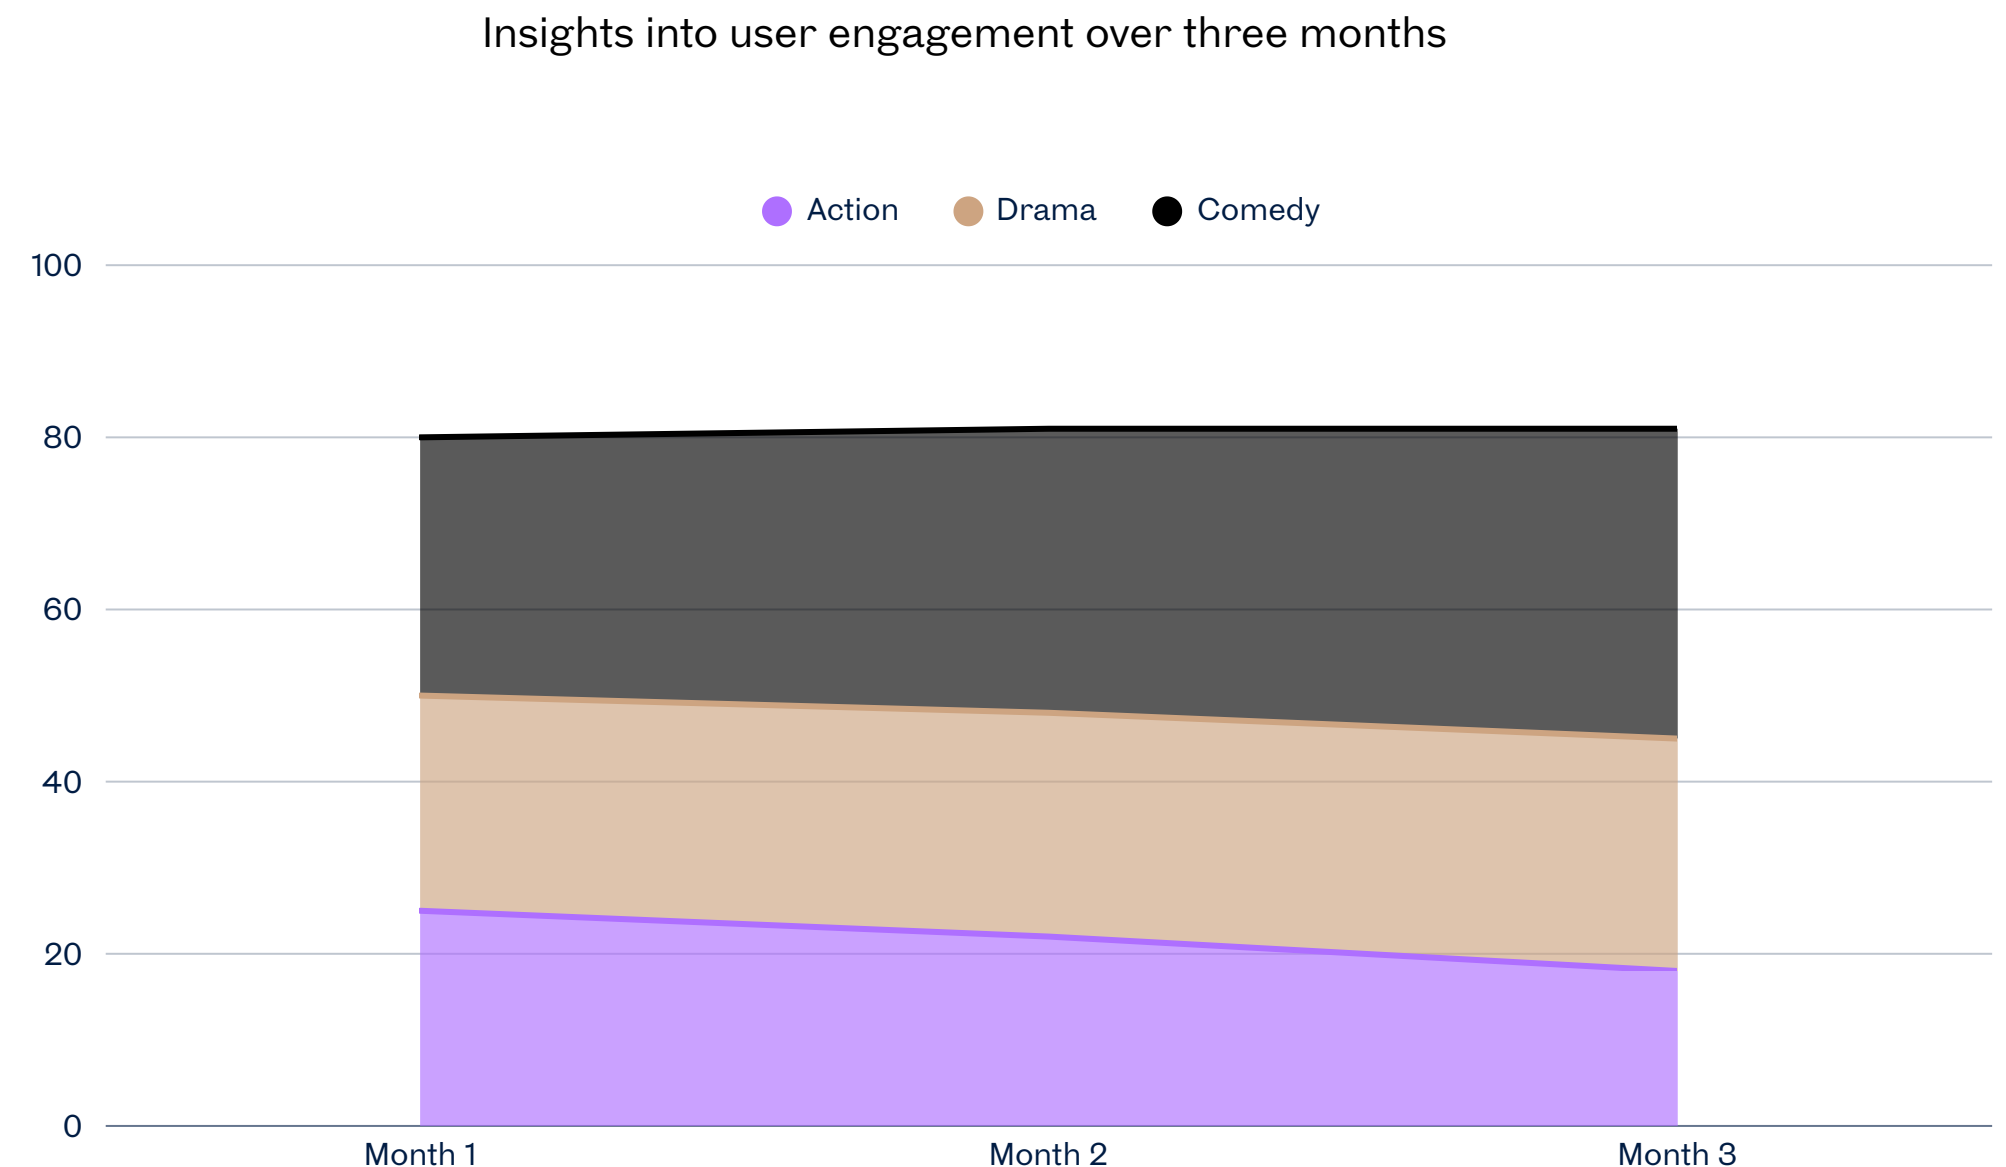 Insights into user engagement over three months
Action Drama Comedy
100
80
60
40
20
0
Month 1 Month 2 Month 3